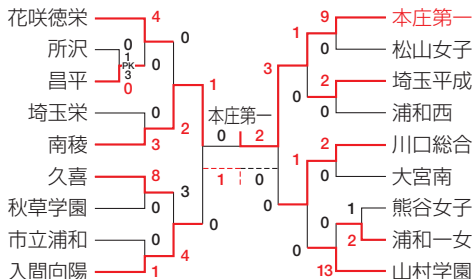 花咲徳栄 4 0 9 本庄第一
所沢 0 1 0 松山女子
1 PK 3 0
昌平 0 3 2 埼玉平成
1
埼玉栄 0 本庄第一 0 0 浦和西
2 0 2
南稜 3 2 川口総合
久喜 8 1 0 1 0 大宮南
3
秋草学園 0 1 熊谷女子
0 0
市立浦和 0 2 浦和一女
4 0
入間向陽 1 13 山村学園